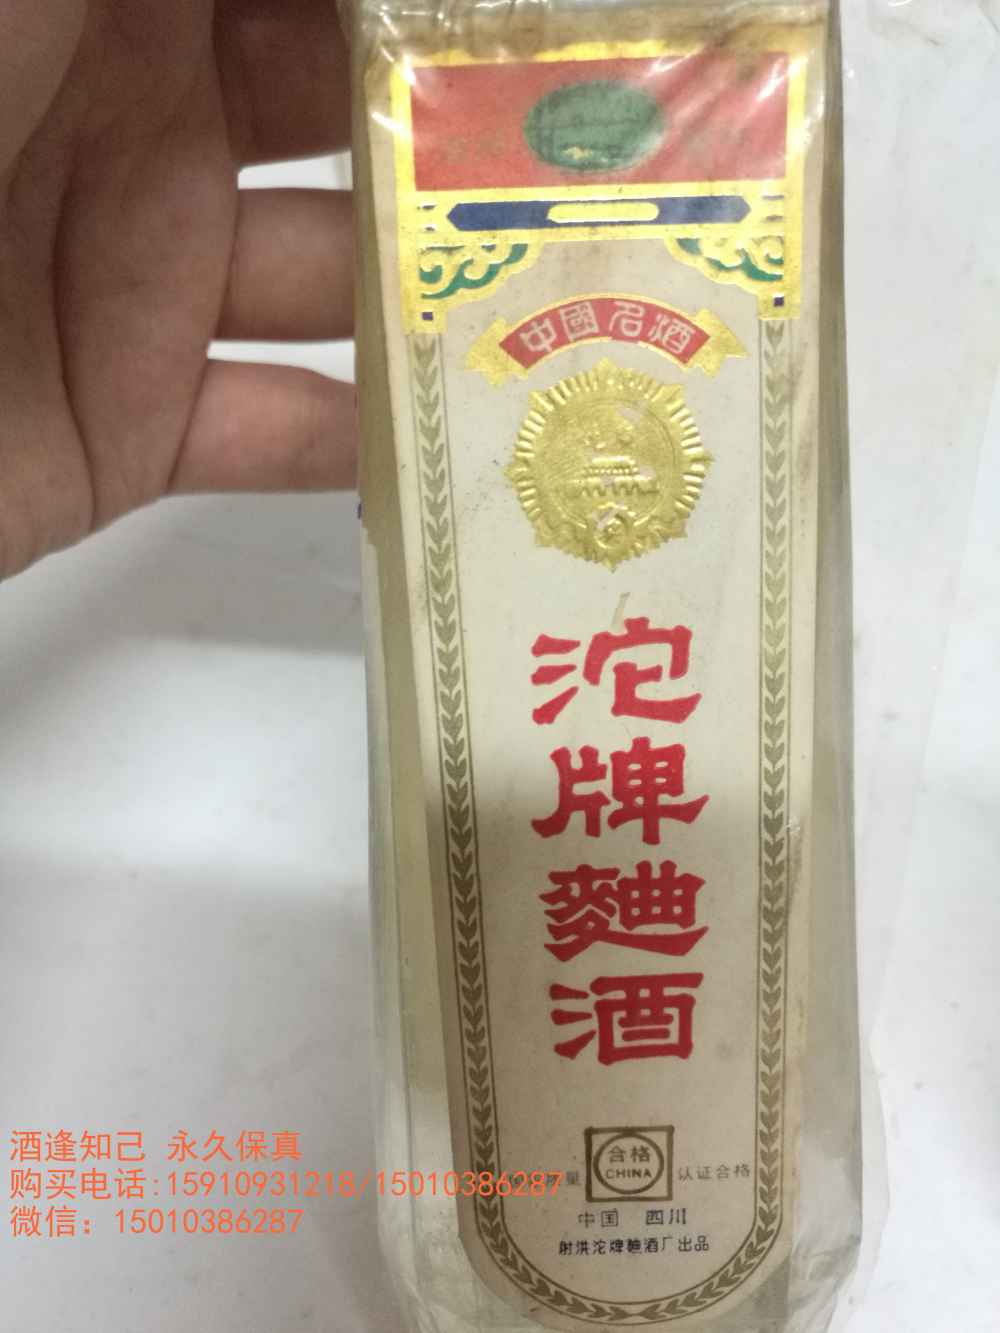 中國名酒
沱
牌
麯
酒
合格
CHINA
量
认证合格
中国 四川
射洪沱牌麯酒厂出品
酒逢知己 永久保真
购买电话:15910931218/15010386287
微信：15010386287